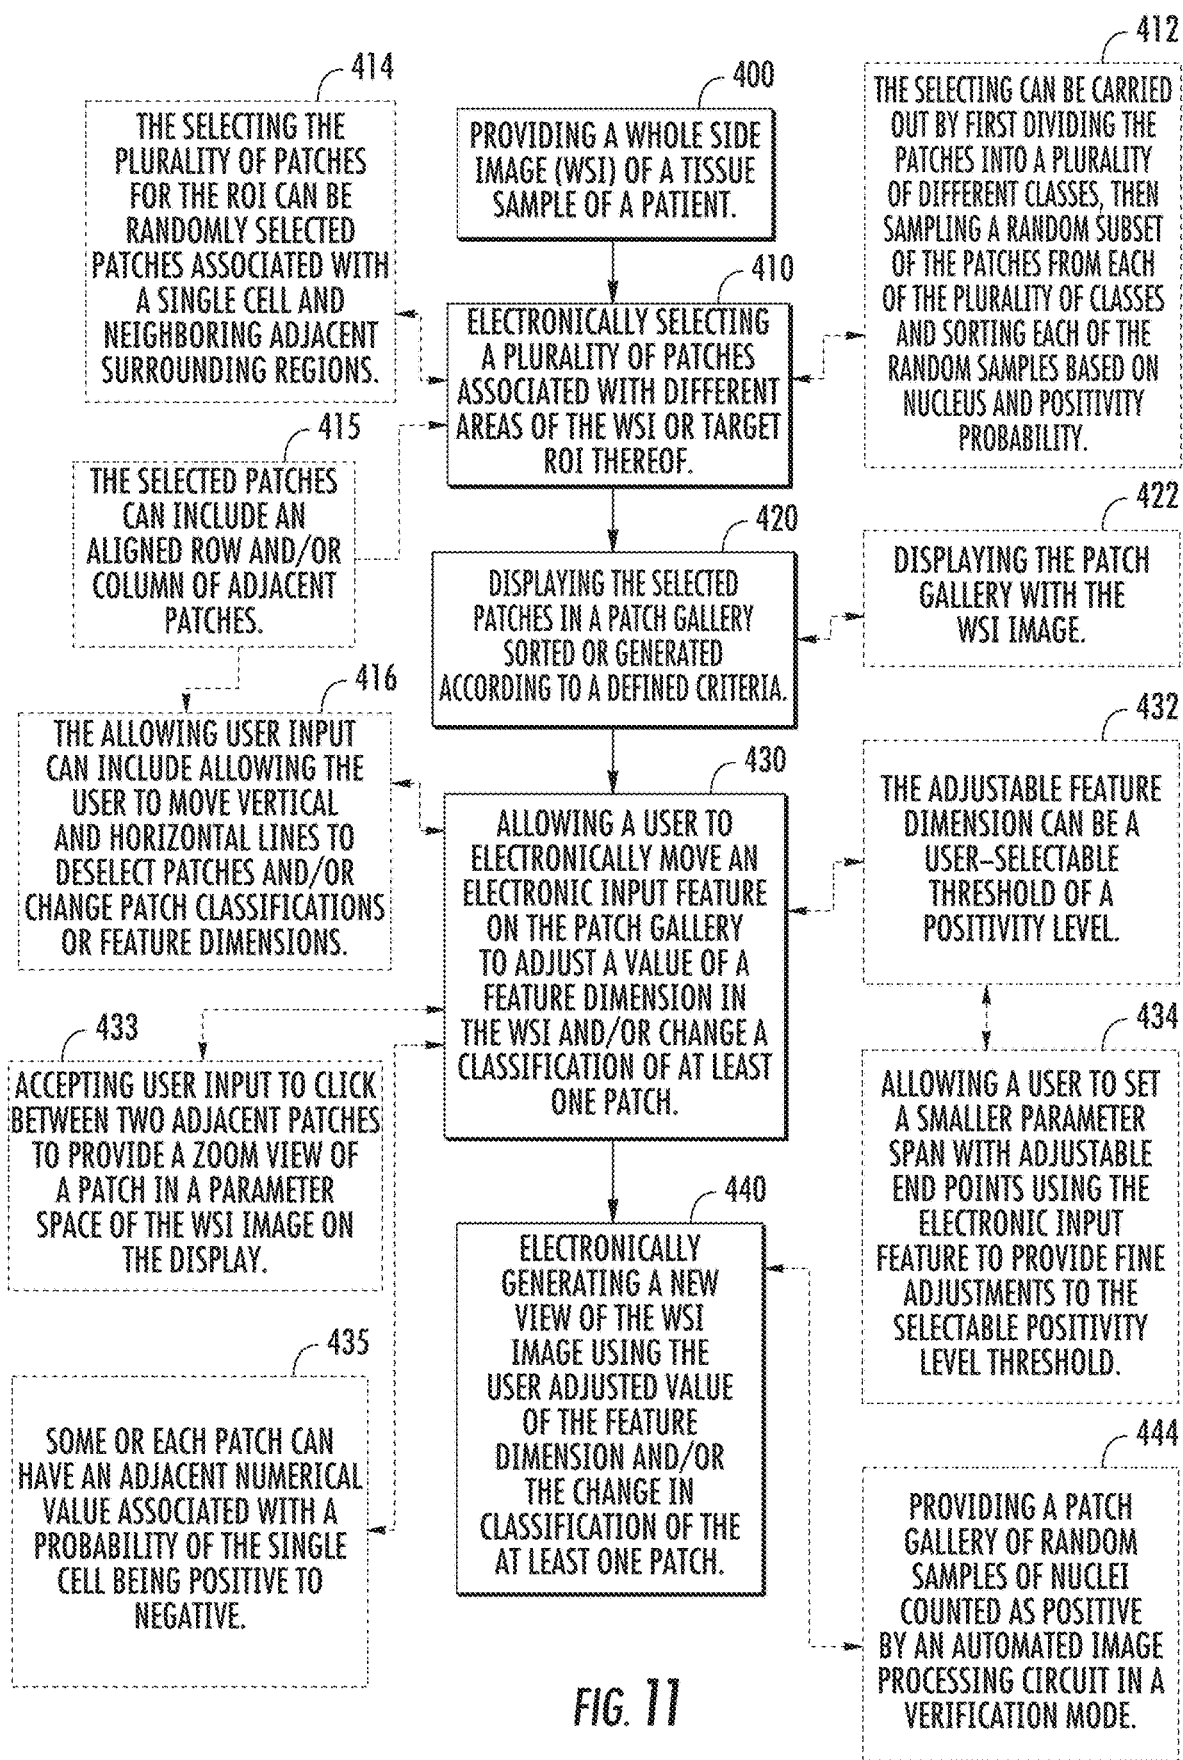 414
THE SELECTING THE
PLURALITY OF PATCHES
FOR THE ROI CAN BE
RANDOMLY SELECTED
PATCHES ASSOCIATED WITH
A SINGLE CELL AND
NEIGHBORING ADJACENT
SURROUNDING REGIONS.
400
PROVIDING A WHOLE SIDE
IMAGE (WSI) OF A TISSUE
SAMPLE OF A PATIENT.
412
THE SELECTING CAN BE CARRIED
OUT BY FIRST DIVIDING THE
PATCHES INTO A PLURALITY
OF DIFFERENT CLASSES, THEN
SAMPLING A RANDOM SUBSET
OF THE PATCHES FROM EACH
OF THE PLURALITY OF CLASSES
AND SORTING EACH OF THE
RANDOM SAMPLES BASED ON
NUCLEUS AND POSITIVITY
PROBABILITY.
410
ELECTRONICALLY SELECTING
A PLURALITY OF PATCHES
ASSOCIATED WITH DIFFERENT
AREAS OF THE WSI OR TARGET
ROI THEREOF.
415
THE SELECTED PATCHES
CAN INCLUDE AN
ALIGNED ROW AND/OR
COLUMN OF ADJACENT
PATCHES.
420
DISPLAYING THE SELECTED
PATCHES IN A PATCH GALLERY
SORTED OR GENERATED
ACCORDING TO A DEFINED CRITERIA.
422
DISPLAYING THE PATCH
GALLERY WITH THE
WSI IMAGE.
416
THE ALLOWING USER INPUT
CAN INCLUDE ALLOWING THE
USER TO MOVE VERTICAL
AND HORIZONTAL LINES TO
DESELECT PATCHES AND/OR
CHANGE PATCH CLASSIFICATIONS
OR FEATURE DIMENSIONS.
430
ALLOWING A USER TO
ELECTRONICALLY MOVE AN
ELECTRONIC INPUT FEATURE
ON THE PATCH GALLERY
TO ADJUST A VALUE OF A
FEATURE DIMENSION IN
THE WSI AND/OR CHANGE A
CLASSIFICATION OF AT LEAST
ONE PATCH.
432
THE ADJUSTABLE FEATURE
DIMENSION CAN BE A
USER-SELECTABLE
THRESHOLD OF A
POSITIVITY LEVEL.
433
ACCEPTING USER INPUT TO CLICK
BETWEEN TWO ADJACENT PATCHES
TO PROVIDE A ZOOM VIEW OF
A PATCH IN A PARAMETER
SPACE OF THE WSI IMAGE ON
THE DISPLAY.
434
ALLOWING A USER TO SET
A SMALLER PARAMETER
SPAN WITH ADJUSTABLE
END POINTS USING THE
ELECTRONIC INPUT
FEATURE TO PROVIDE FINE
ADJUSTMENTS TO THE
SELECTABLE POSITIVITY
LEVEL THRESHOLD.
440
ELECTRONICALLY
GENERATING A NEW
VIEW OF THE WSI
IMAGE USING THE
USER ADJUSTED VALUE
OF THE FEATURE
DIMENSION AND/OR
THE CHANGE IN
CLASSIFICATION OF THE
AT LEAST ONE PATCH.
435
SOME OR EACH PATCH CAN
HAVE AN ADJACENT NUMERICAL
VALUE ASSOCIATED WITH A
PROBABILITY OF THE SINGLE
CELL BEING POSITIVE TO
NEGATIVE.
444
PROVIDING A PATCH
GALLERY OF RANDOM
SAMPLES OF NUCLEI
COUNTED AS POSITIVE
BY AN AUTOMATED IMAGE
PROCESSING CIRCUIT IN A
VERIFICATION MODE.
FIG. 11